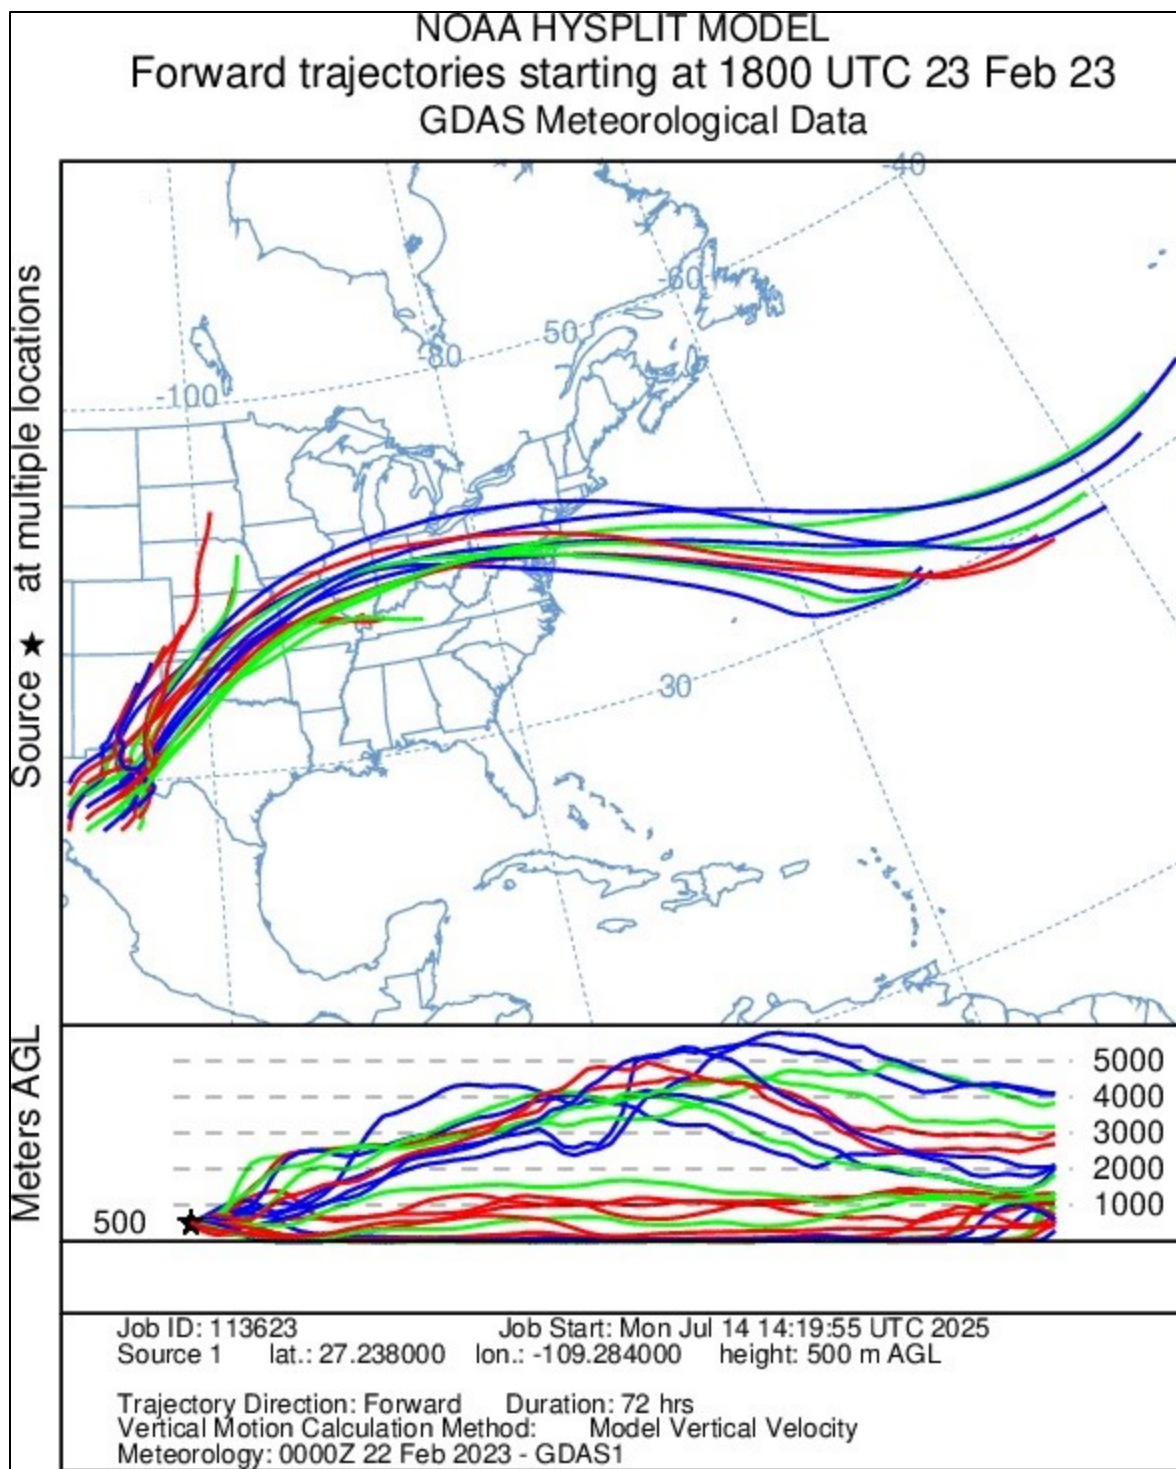 NOAA HYSPLIT MODEL
Forward trajectories starting at 1800 UTC 23 Feb 23
GDAS Meteorological Data
Source ★ at multiple locations
-40
-60
50
-80
-100
30
Meters AGL
5000
4000
3000
2000
1000
500
Job ID: 113623 Job Start: Mon Jul 14 14:19:55 UTC 2025
Source 1 lat.: 27.238000 lon.: -109.284000 height: 500 m AGL
Trajectory Direction: Forward Duration: 72 hrs
Vertical Motion Calculation Method: Model Vertical Velocity
Meteorology: 0000Z 22 Feb 2023 - GDAS1